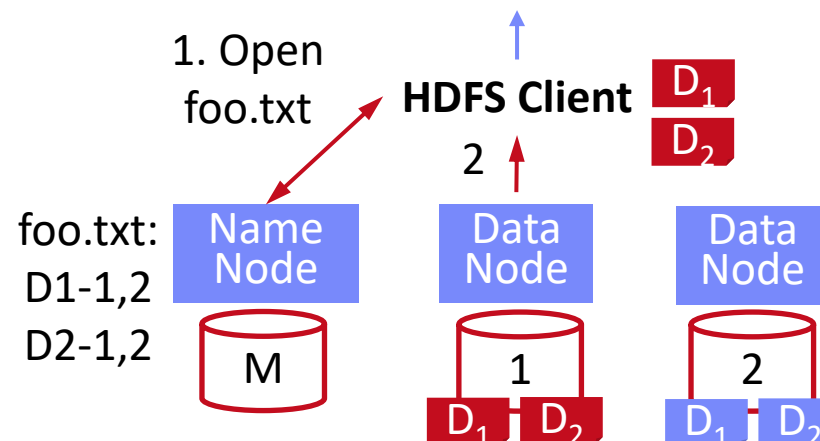 1. Open
foo.txt
HDFS Client
D₁
D₂
2
foo.txt:
D1-1,2
D2-1,2
Name
Node
Data
Node
Data
Node
M
1
2
D₁ D₂
D₁ D₂